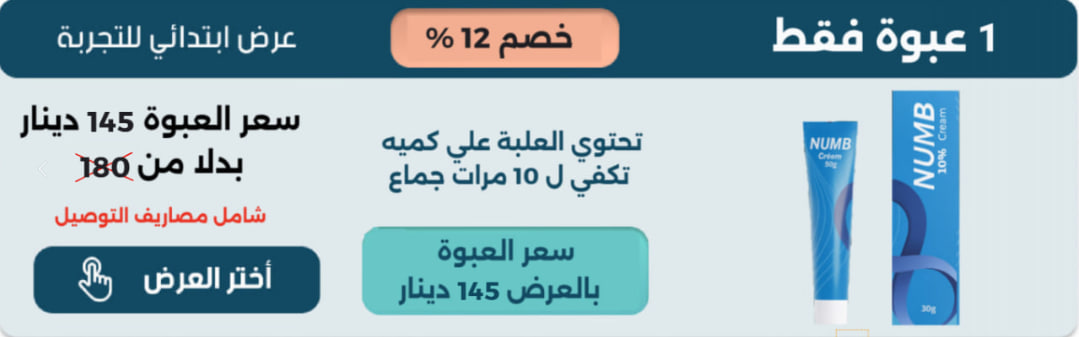 1 عبوة فقط
خصم 12 %
عرض ابتدائي للتجربة
NUMB
Cream
50g
NUMB
10% Cream
30g
تحتوي العلبة علي كميه
تكفي ل 10 مرات جماع
سعر العبوة
بالعرض 145 دينار
سعر العبوة 145 دينار
بدلا من 180
شامل مصاريف التوصيل
أختر العرض